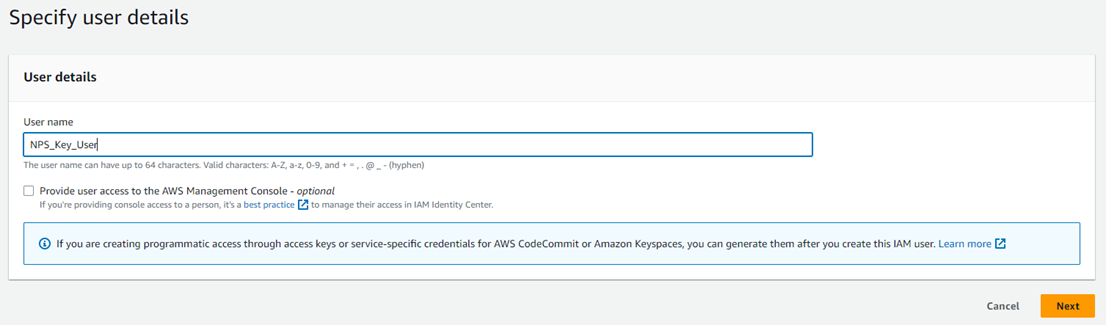 Specify user details
User details
User name
NPS_Key_User
The user name can have up to 64 characters. Valid characters: A-Z, a-z, 0-9, and + = , . @ _ - (hyphen)
Provide user access to the AWS Management Console - optional
If you're providing console access to a person, it's a best practice to manage their access in IAM Identity Center.
If you are creating programmatic access through access keys or service-specific credentials for AWS CodeCommit or Amazon Keyspaces, you can generate them after you create this IAM user. Learn more
Cancel Next